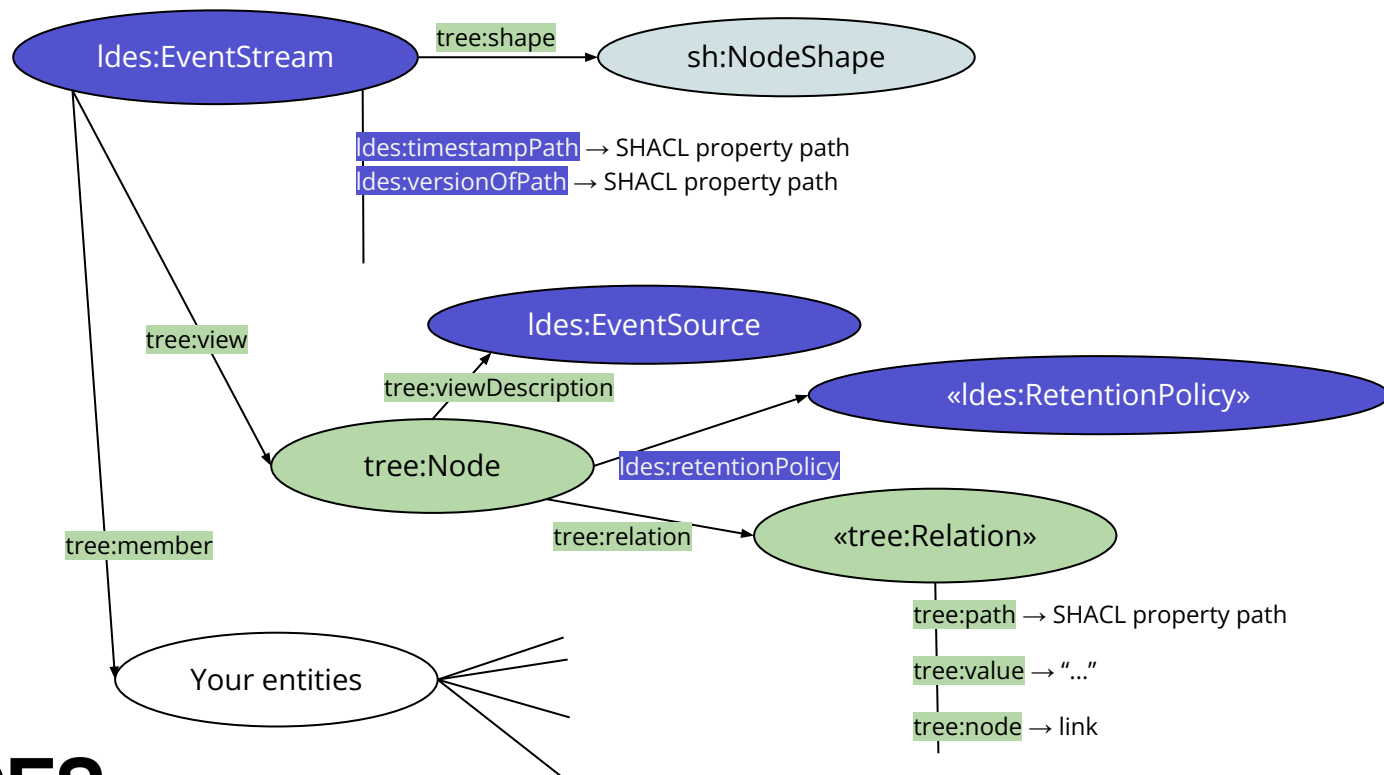 tree:shape
ldes:EventStream
sh:NodeShape
ldes:timestampPath → SHACL property path
ldes:versionOfPath → SHACL property path
ldes:EventSource
tree:view
tree:viewDescription
«ldes:RetentionPolicy»
tree:Node
ldes:retentionPolicy
tree:relation
«tree:Relation»
tree:member
tree:path → SHACL property path
Your entities
tree:value → “...”
tree:node → link